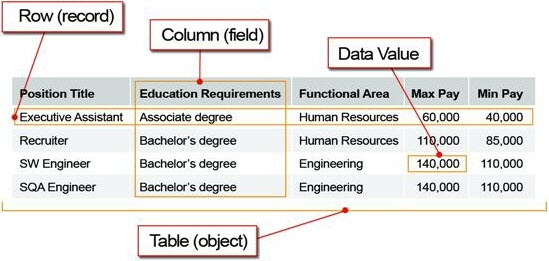 Row (record)
Column (field)
Data Value
Position Title Education Requirements Functional Area Max Pay Min Pay
Executive Assistant Associate degree Human Resources 60,000 40,000
Recruiter Bachelor's degree Human Resources 110,000 85,000
SW Engineer Bachelor's degree Engineering 140,000 110,000
SQA Engineer Bachelor's degree Engineering 140,000 110,000
Table (object)